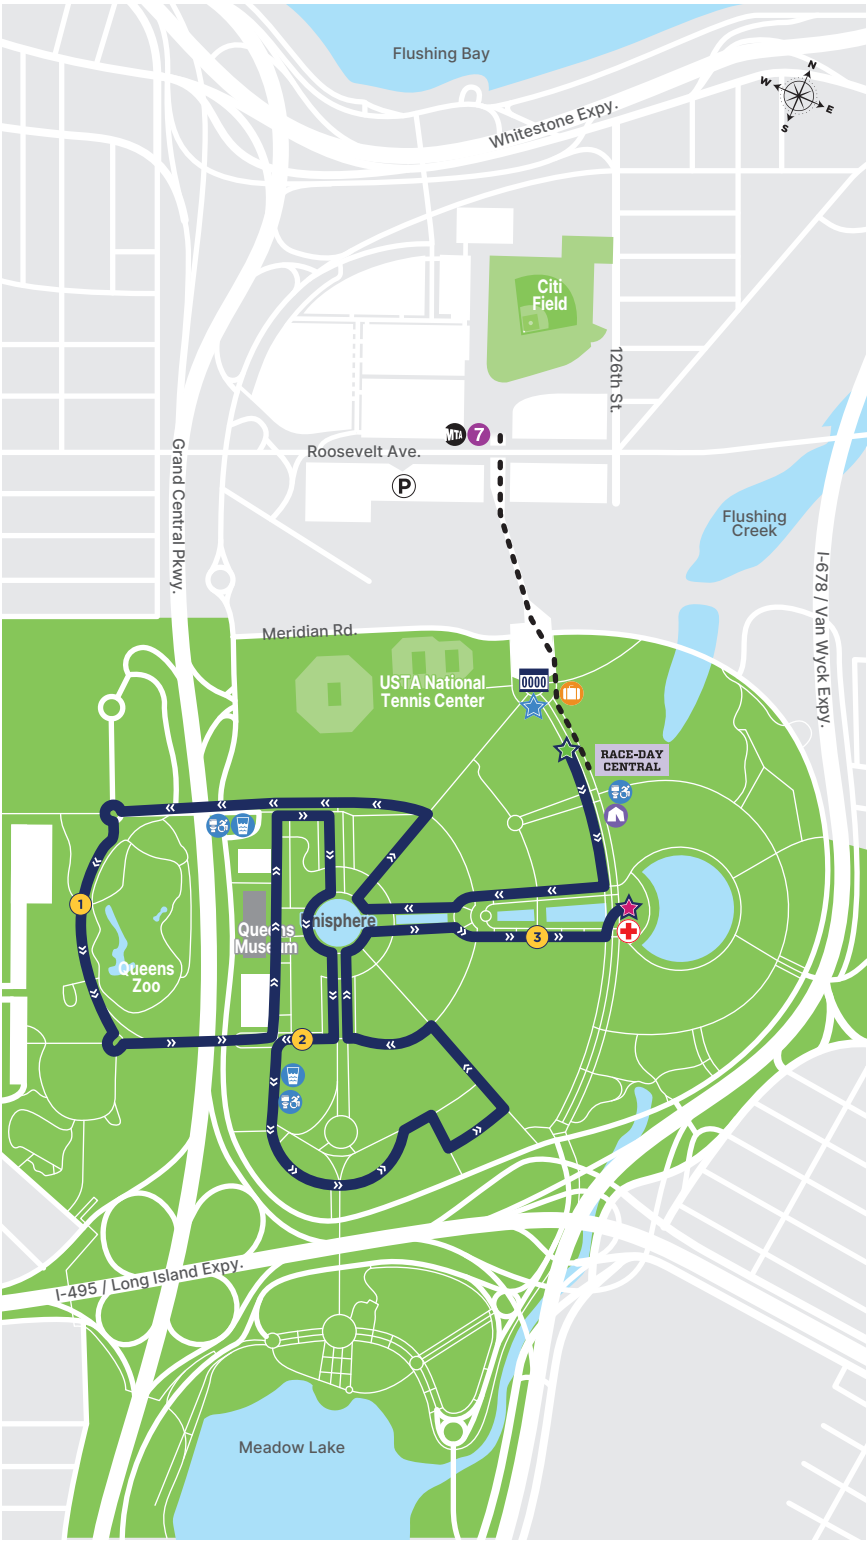 Flushing Bay
N
W
E
S
Whitestone Expy.
Citi
Field
126th St.
MTA
7
Roosevelt Ave.
P
Grand Central Pkwy.
Flushing
Creek
I-678 / Van Wyck Expy.
Meridian Rd.
USTA National
Tennis Center
0000
RACE-DAY
CENTRAL
1
nisphere
Queens
Museum
3
Queens
Zoo
2
I-495 / Long Island Expy.
Meadow Lake